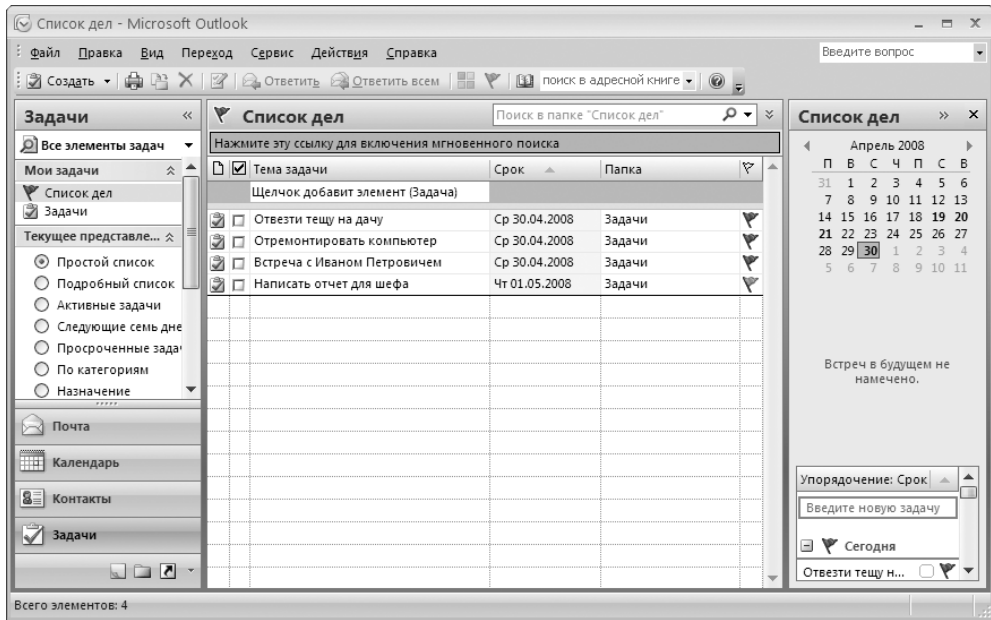 Список дел - Microsoft Outlook
Файл Правка Вид Переход Сервис Действия Справка
Введите вопрос
Создать Ответить Ответить всем поиск в адресной книге
Задачи
Все элементы задач
Мои задачи
Список дел
Задачи
Текущее представле...
Простой список
Подробный список
Активные задачи
Следующие семь дне
Просроченные зада
По категориям
Назначение
Почта
Календарь
Контакты
Задачи
Список дел
Поиск в папке "Список дел"
Нажмите эту ссылку для включения мгновенного поиска
Тема задачи Срок Папка
Щелчок добавит элемент (Задача)
Отвезти тещу на дачу Ср 30.04.2008 Задачи
Отремонтировать компьютер Ср 30.04.2008 Задачи
Встреча с Иваном Петровичем Ср 30.04.2008 Задачи
Написать отчет для шефа Чт 01.05.2008 Задачи
Список дел
Апрель 2008
П В С Ч П С В
31 1 2 3 4 5 6
7 8 9 10 11 12 13
14 15 16 17 18 19 20
21 22 23 24 25 26 27
28 29 30 1 2 3 4
5 6 7 8 9 10 11
Встреч в будущем не
намечено.
Упорядочение: Срок
Введите новую задачу
Сегодня
Отвезти тещу н...
Всего элементов: 4